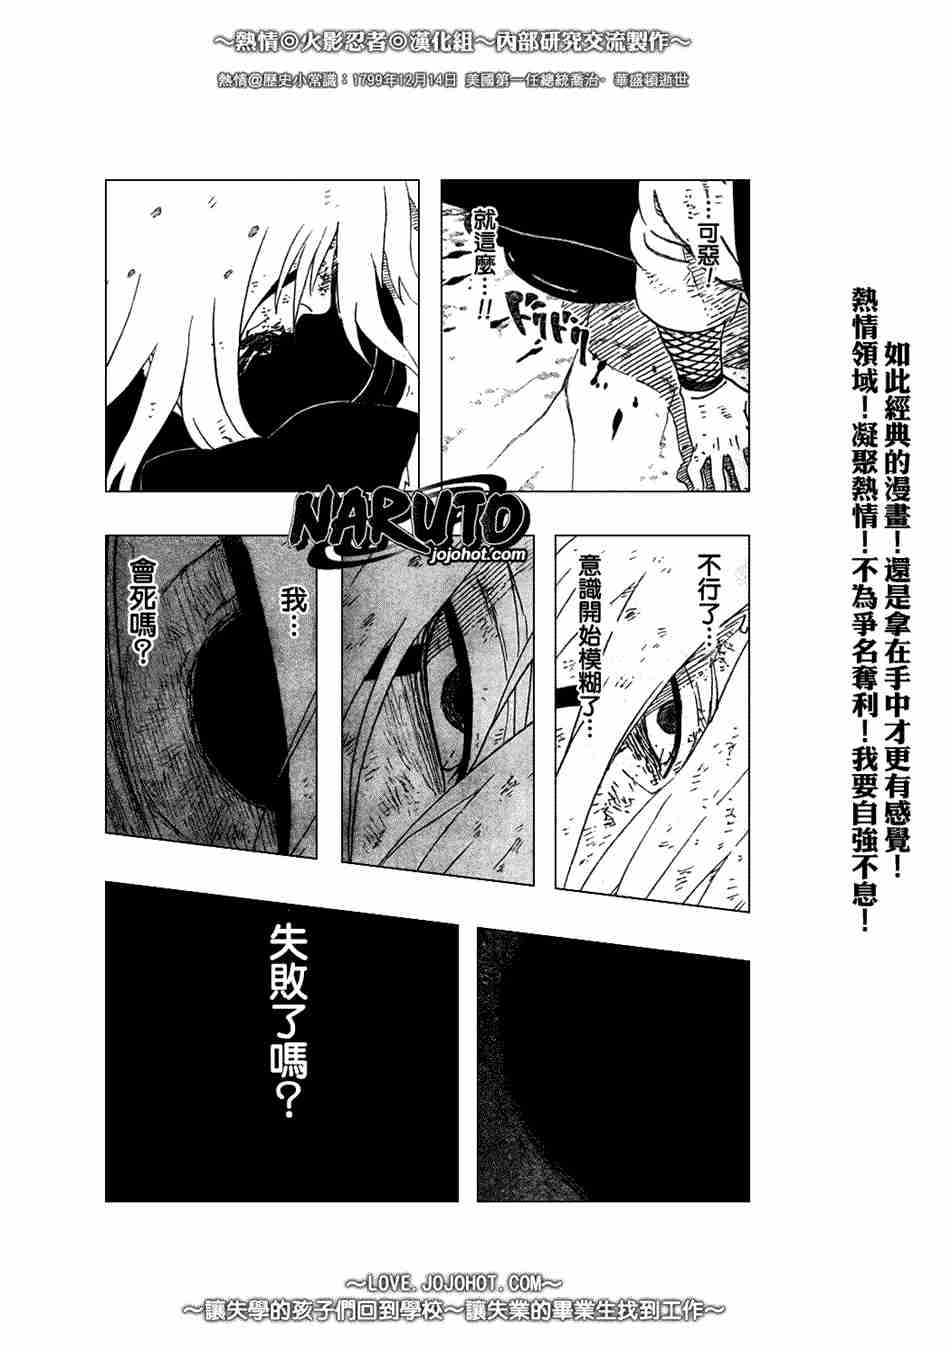 ～熱情◎火影忍者◎漢化組～內部研究交流製作～
熱情@歷史小常識：1799年12月14日 美國第一任總統喬治·華盛頓逝世
……可惡！
就這麼……!!
ドリドリ
NARUTO
jojohot.com
不行了…
意識開始模糊了…
我…
會死嗎？
失敗了嗎？
如此經典的漫畫！還是拿在手中才更有感覺！
熱情領域！凝聚熱情！不為爭名奪利！我要自強不息！
～LOVE.JOJOHOT.COM～
～讓失學的孩子們回到學校～讓失業的畢業生找到工作～